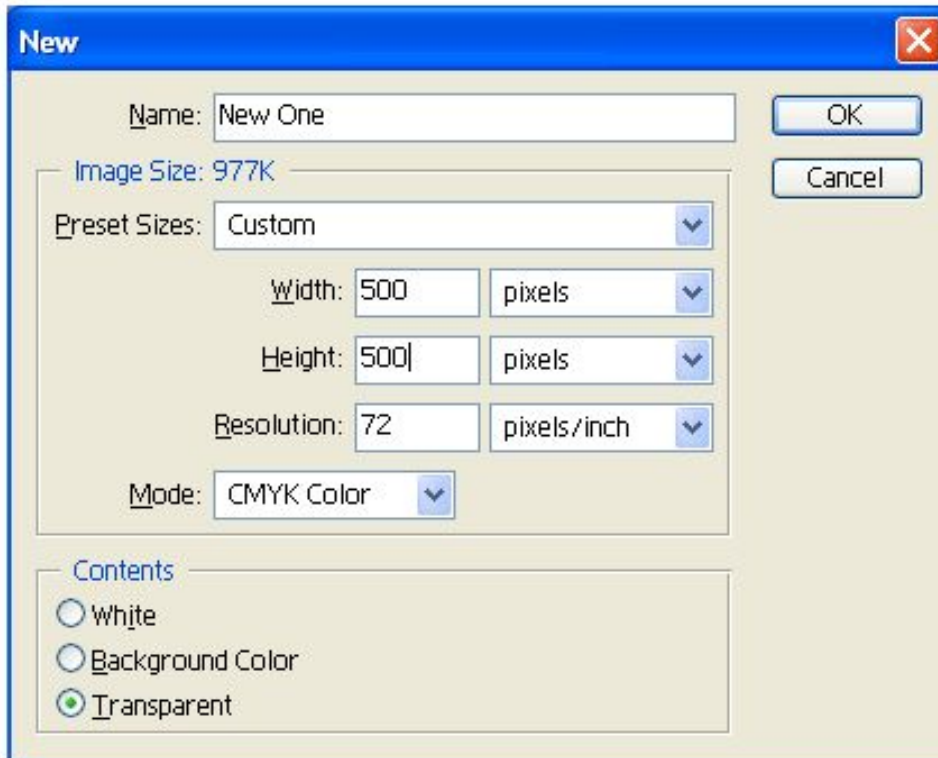 New
Name: New One
OK
Image Size: 977K
Cancel
Preset Sizes: Custom
Width: 500 pixels
Height: 500 pixels
Resolution: 72 pixels/inch
Mode: CMYK Color
Contents
White
Background Color
Transparent